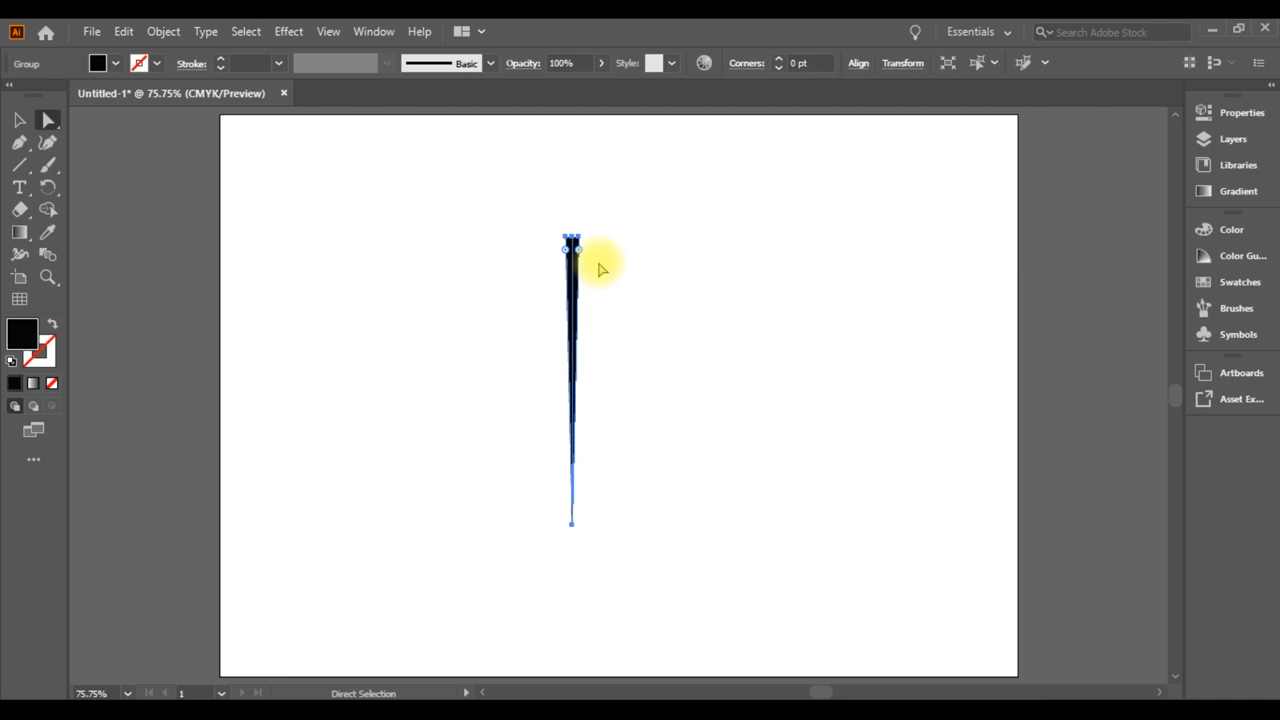 Ai File Edit Object Type Select Effect View Window Help Essentials Search Adobe Stock
Group Stroke: Basic Opacity: 100% Style: Corners: 0 pt Align Transform
Untitled-1* @ 75.75% (CMYK/Preview)
Properties
Layers
Libraries
Gradient
Color
Color Gu...
Swatches
Brushes
Symbols
Artboards
Asset Ex...
75.75% 1 Direct Selection